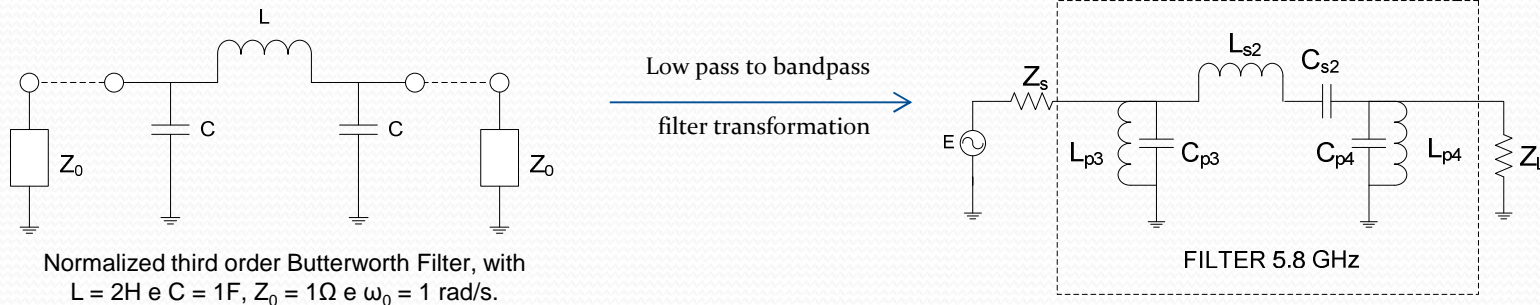 L
C
C
Z0
Z0
Normalized third order Butterworth Filter, with
L = 2H e C = 1F, Z0 = 1Ω e ω0 = 1 rad/s.
Low pass to bandpass
filter transformation
Ls2
Cs2
Zs
E
Lp3
Cp3
Cp4
Lp4
ZL
FILTER 5.8 GHz